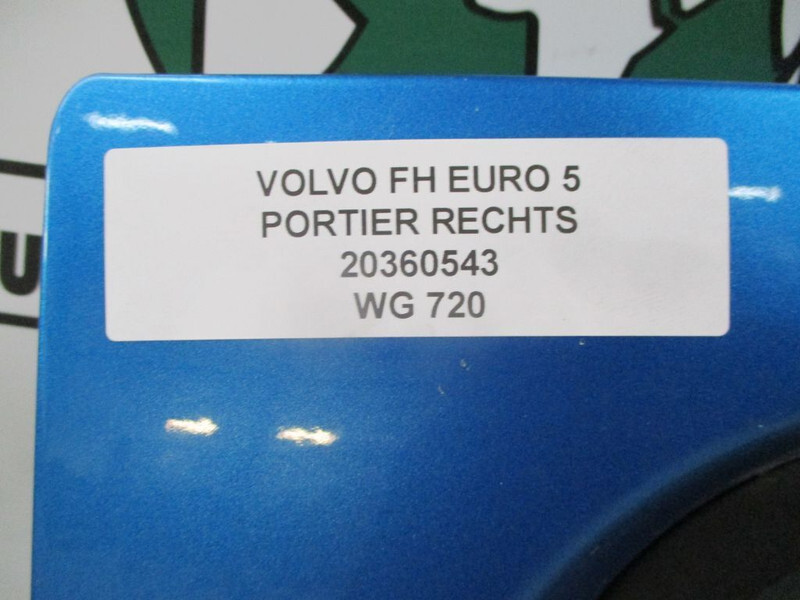 VOLVO FH EURO 5
PORTIER RECHTS
20360543
WG 720